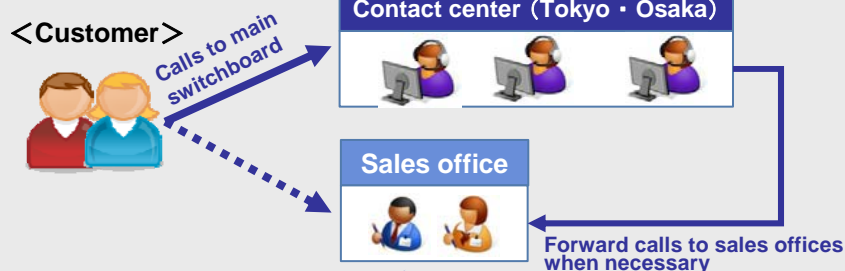 Contact center（Tokyo・Osaka）
＜Customer＞
Calls to main
switchboard
Sales office
Forward calls to sales offices
when necessary